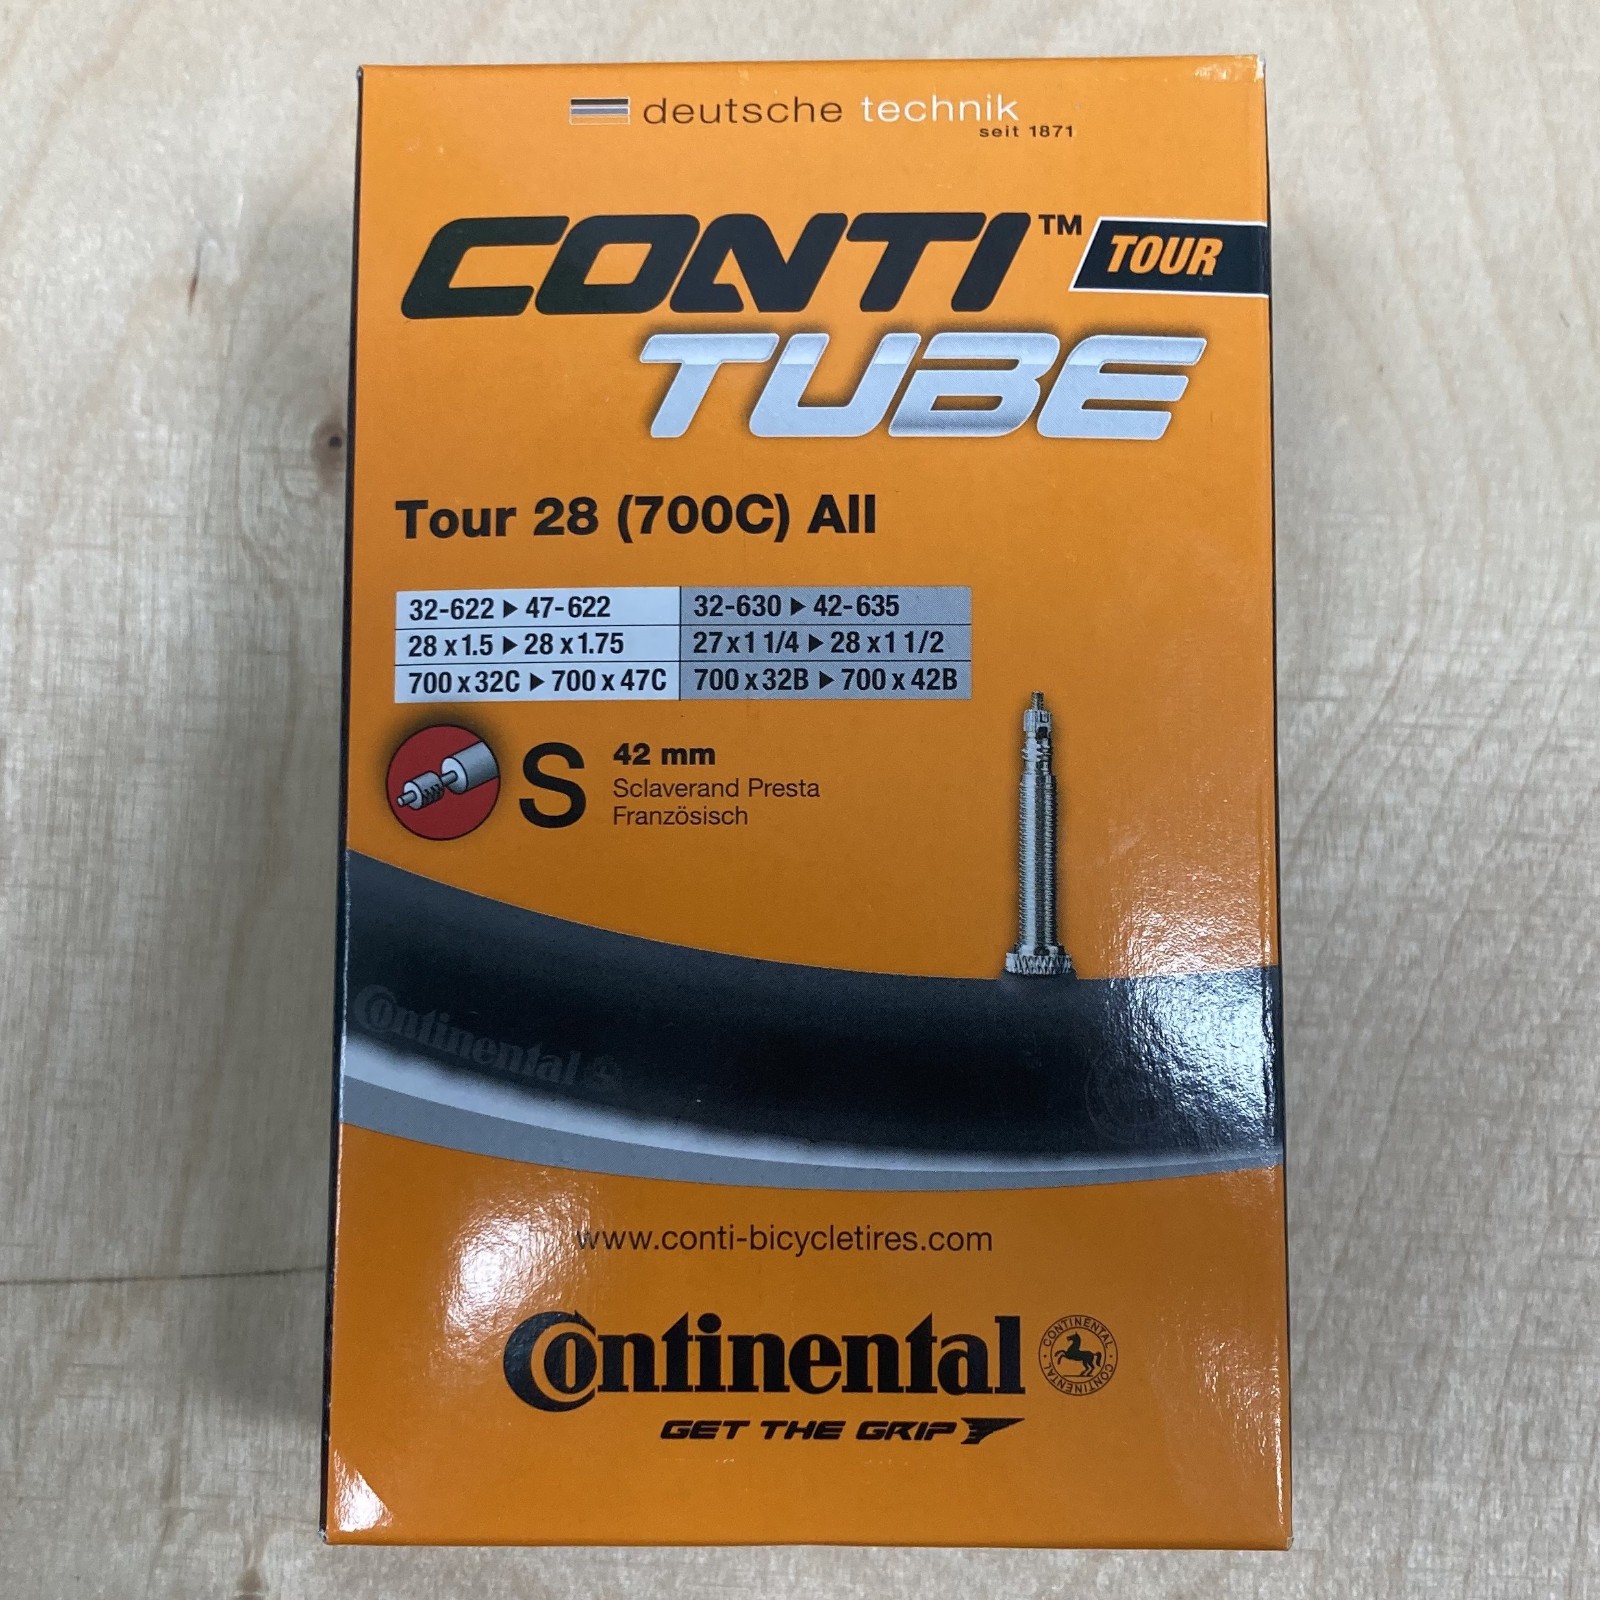 deutsche technik
seit 1871
CONTI™ TOUR
TUBE
Tour 28 (700C) All
32-622 ▶ 47-622 32-630 ▶ 42-635
28 x 1.5 ▶ 28 x 1.75 27 x 1 1/4 ▶ 28 x 1 1/2
700 x 32C ▶ 700 x 47C 700 x 32B ▶ 700 x 42B
S 42 mm
Sclaverand Presta
Französisch
Continental
www.conti-bicycletires.com
Continental
CONTINENTAL · CONTINENTAL ·
GET THE GRIP